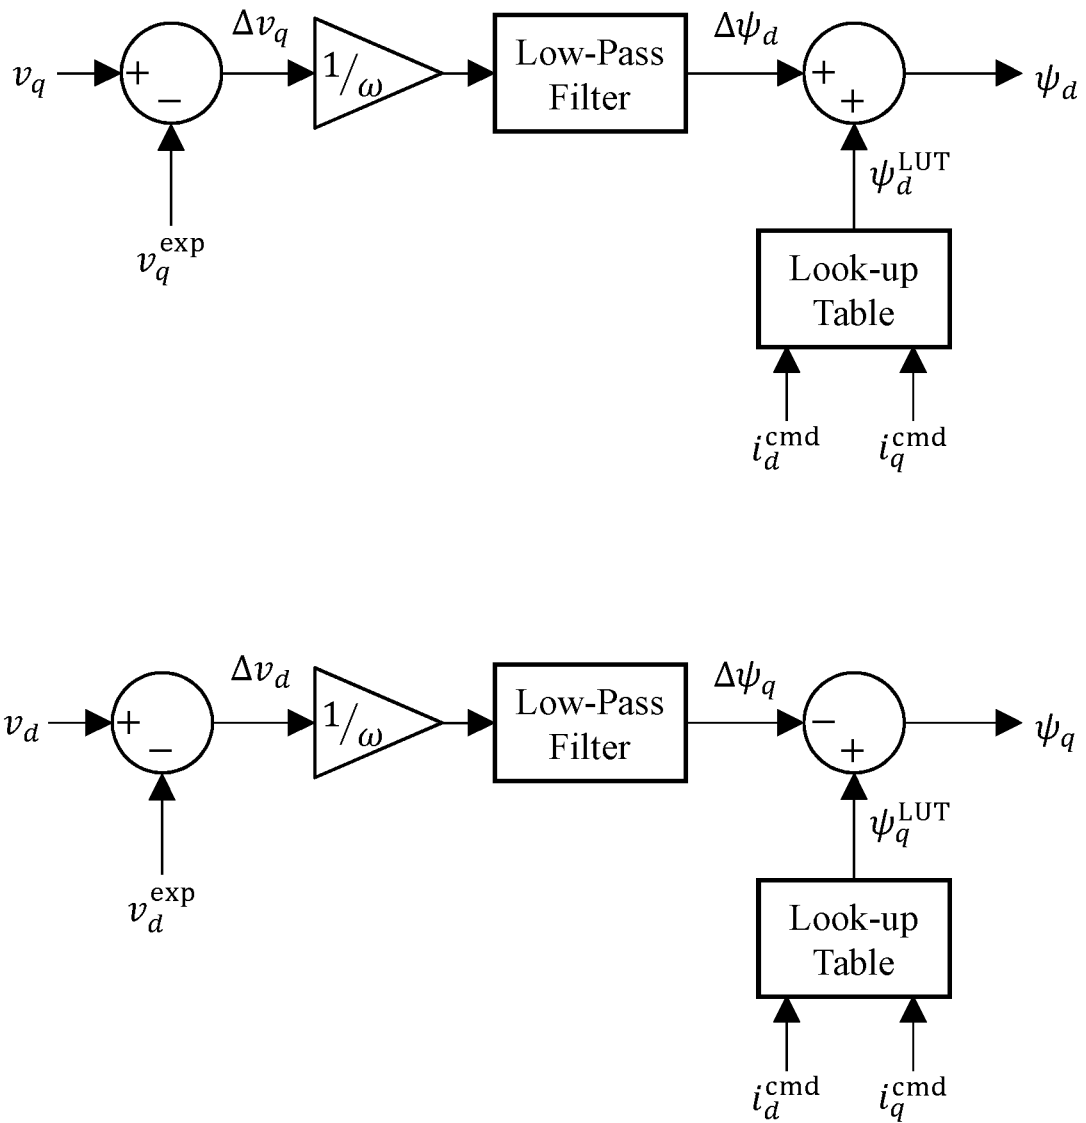 Δv_q
Δψ_d
v_q
+
−
1/ω
Low-Pass
Filter
+
+
ψ_d
v_q^exp
ψ_d^LUT
Look-up
Table
i_d^cmd
i_q^cmd
Δv_d
Δψ_q
v_d
+
−
1/ω
Low-Pass
Filter
−
+
ψ_q
v_d^exp
ψ_q^LUT
Look-up
Table
i_d^cmd
i_q^cmd